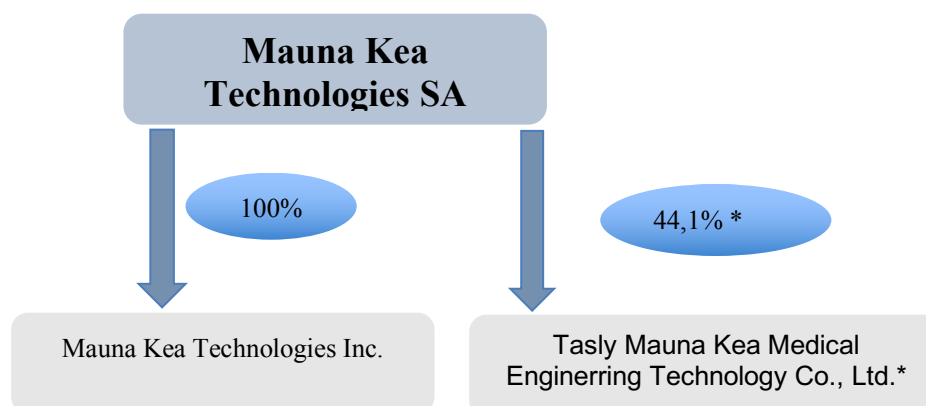 Mauna Kea
Technologies SA
100%
44,1% *
Mauna Kea Technologies Inc.
Tasly Mauna Kea Medical
Enginerring Technology Co., Ltd.*